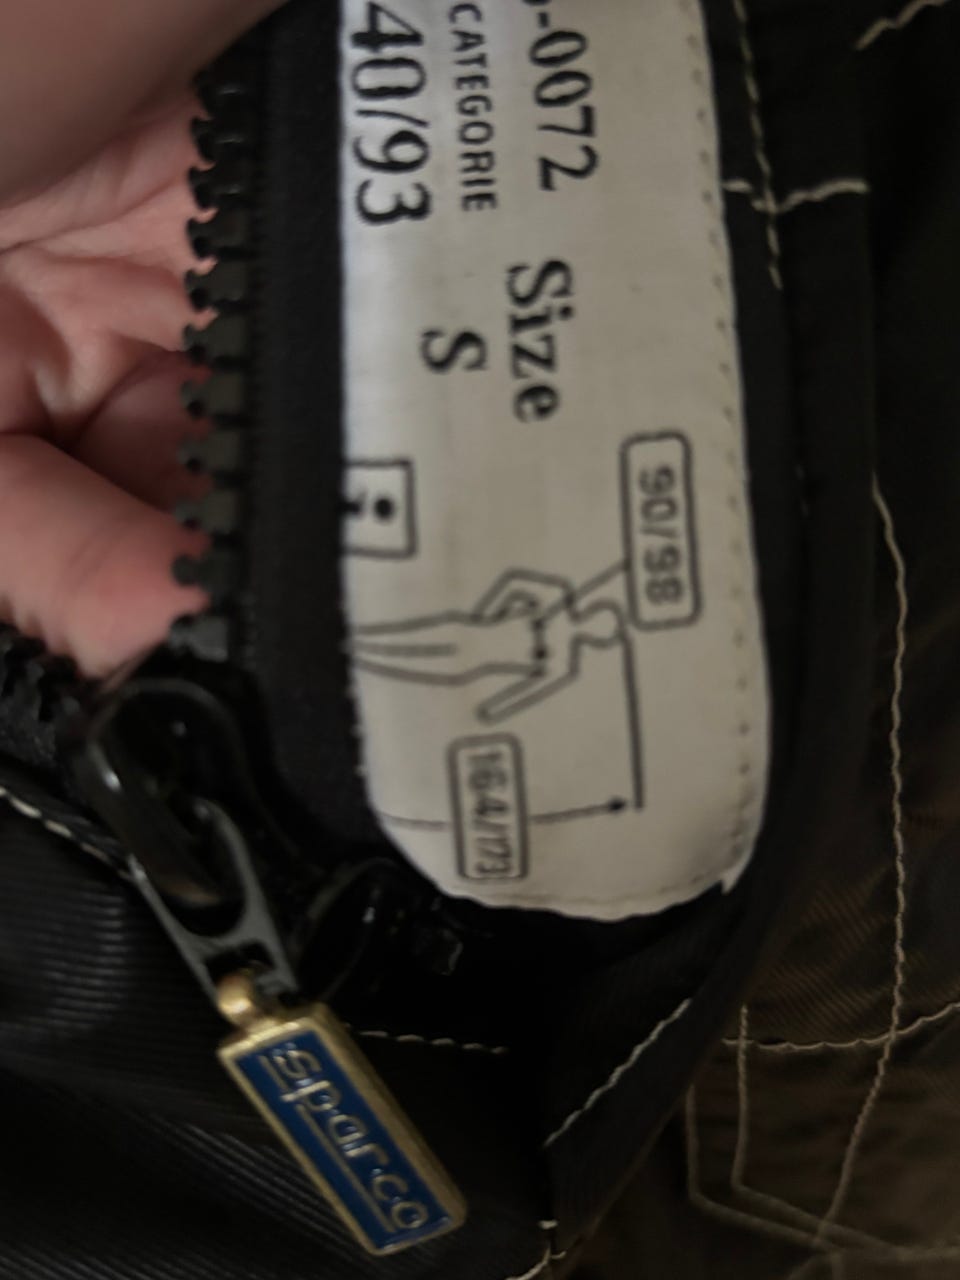 -0072
CATEGORIE
40/93
Size
S
90/98
164/173
sparco